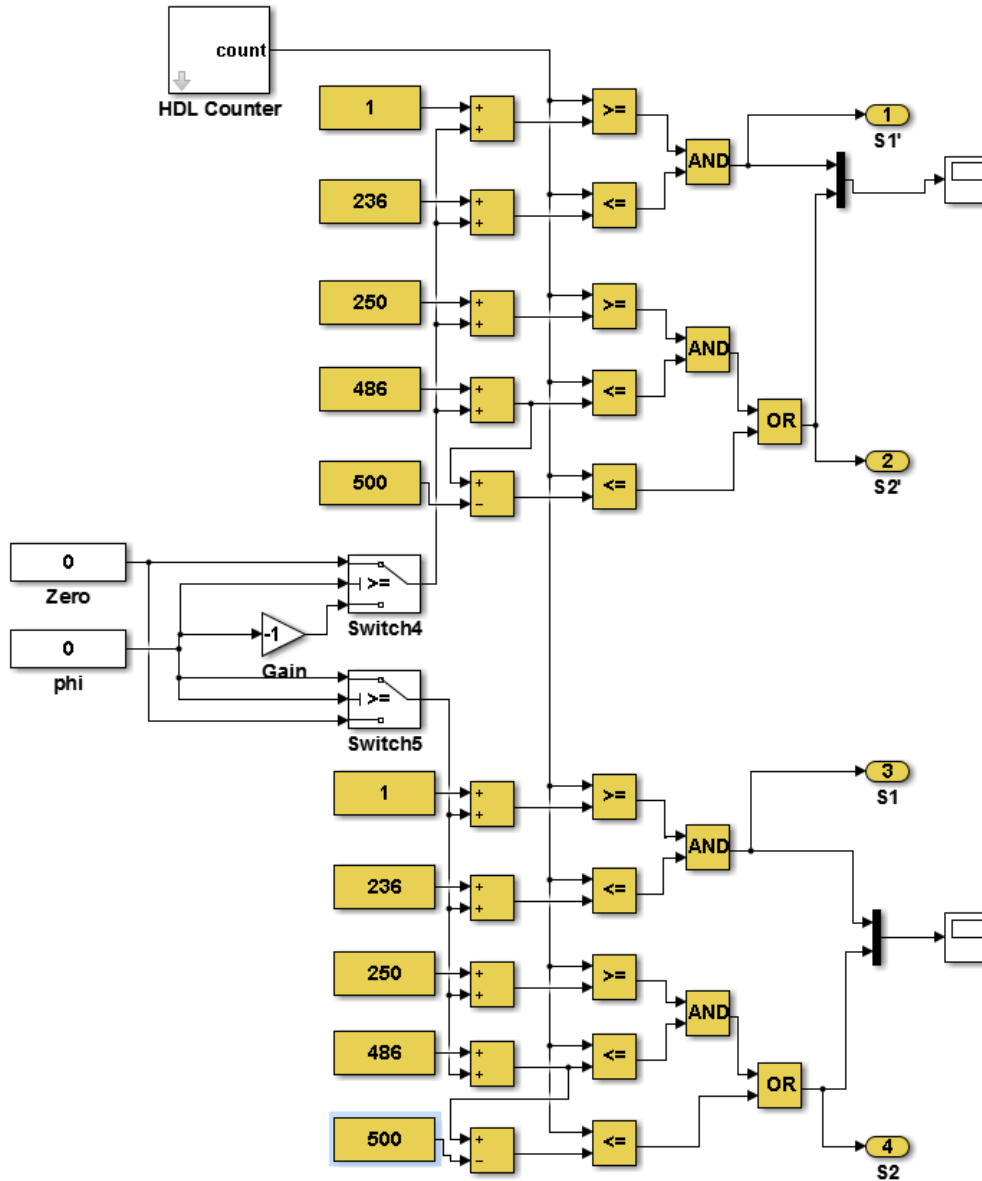 count
HDL Counter
1
+
+
>=
1
S1'
AND
236
+
+
<=
250
+
+
>=
AND
486
+
+
<=
OR
500
+
−
<=
2
S2'
0
Zero
>=
Switch4
-1
Gain
0
phi
>=
Switch5
1
+
+
>=
3
S1
AND
236
+
+
<=
250
+
+
>=
AND
486
+
+
<=
OR
500
+
−
<=
4
S2